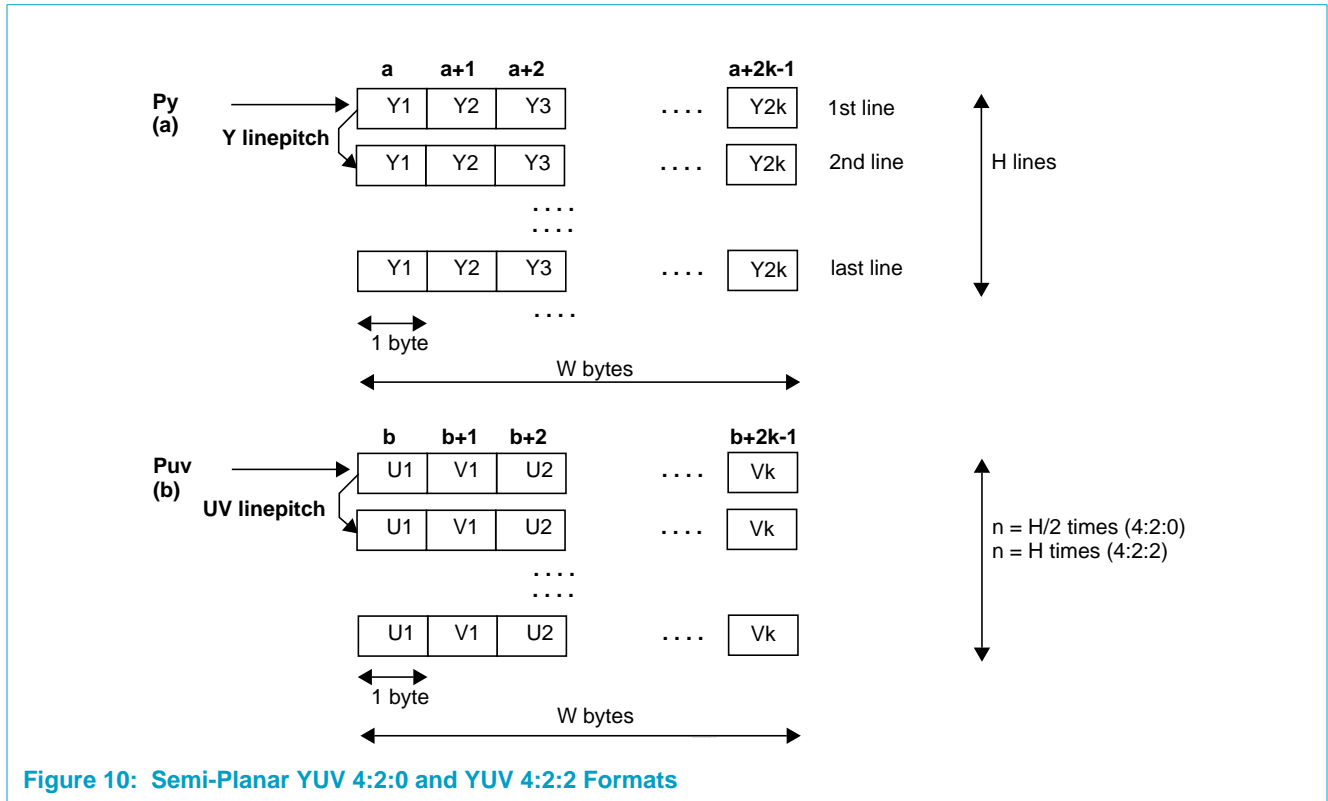 a a+1 a+2 a+2k-1
Py
(a)
Y1 Y2 Y3 .... Y2k 1st line
Y linepitch
Y1 Y2 Y3 .... Y2k 2nd line
H lines
....
....
Y1 Y2 Y3 .... Y2k last line
....
1 byte
W bytes
b b+1 b+2 b+2k-1
Puv
(b)
U1 V1 U2 .... Vk
UV linepitch
U1 V1 U2 .... Vk
n = H/2 times (4:2:0)
n = H times (4:2:2)
....
....
U1 V1 U2 .... Vk
1 byte
W bytes
Figure 10: Semi-Planar YUV 4:2:0 and YUV 4:2:2 Formats